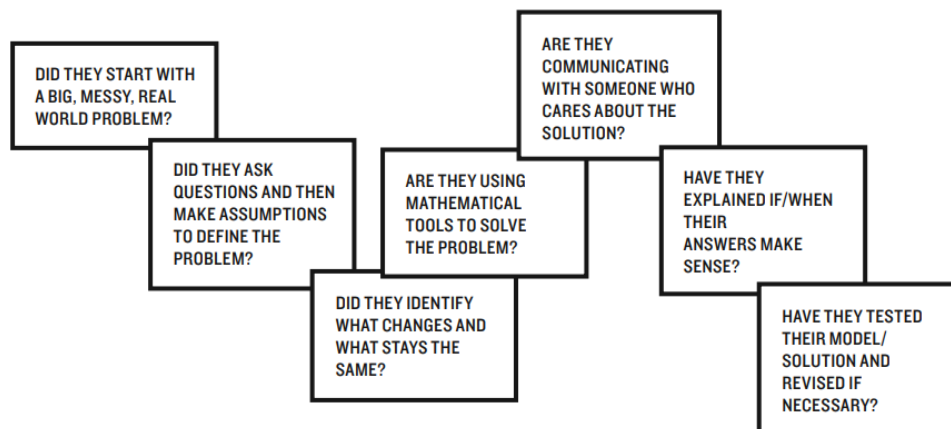 DID THEY START WITH
A BIG, MESSY, REAL
WORLD PROBLEM?
DID THEY ASK
QUESTIONS AND THEN
MAKE ASSUMPTIONS
TO DEFINE THE
PROBLEM?
DID THEY IDENTIFY
WHAT CHANGES AND
WHAT STAYS THE
SAME?
ARE THEY USING
MATHEMATICAL
TOOLS TO SOLVE
THE PROBLEM?
ARE THEY
COMMUNICATING
WITH SOMEONE WHO
CARES ABOUT THE
SOLUTION?
HAVE THEY
EXPLAINED IF/WHEN
THEIR
ANSWERS MAKE
SENSE?
HAVE THEY TESTED
THEIR MODEL/
SOLUTION AND
REVISED IF
NECESSARY?